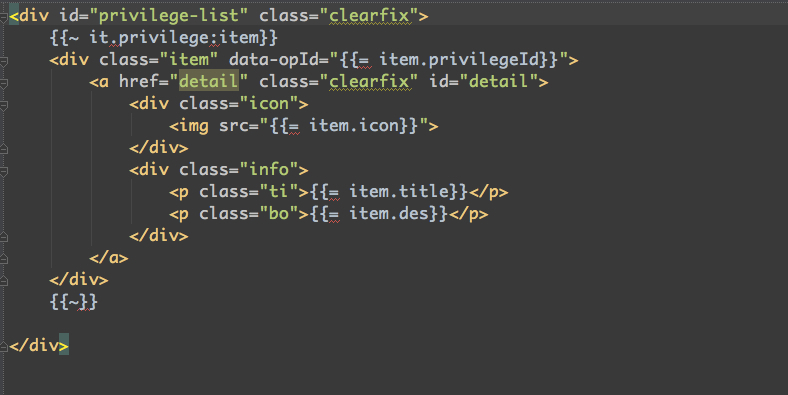 <div id="privilege-list" class="clearfix">
{{~ it.privilege:item}}
<div class="item" data-opId="{{= item.privilegeId}}">
<a href="detail" class="clearfix" id="detail">
<div class="icon">
<img src="{{= item.icon}}">
</div>
<div class="info">
<p class="ti">{{= item.title}}</p>
<p class="bo">{{= item.des}}</p>
</div>
</a>
</div>
{{~}}
</div>